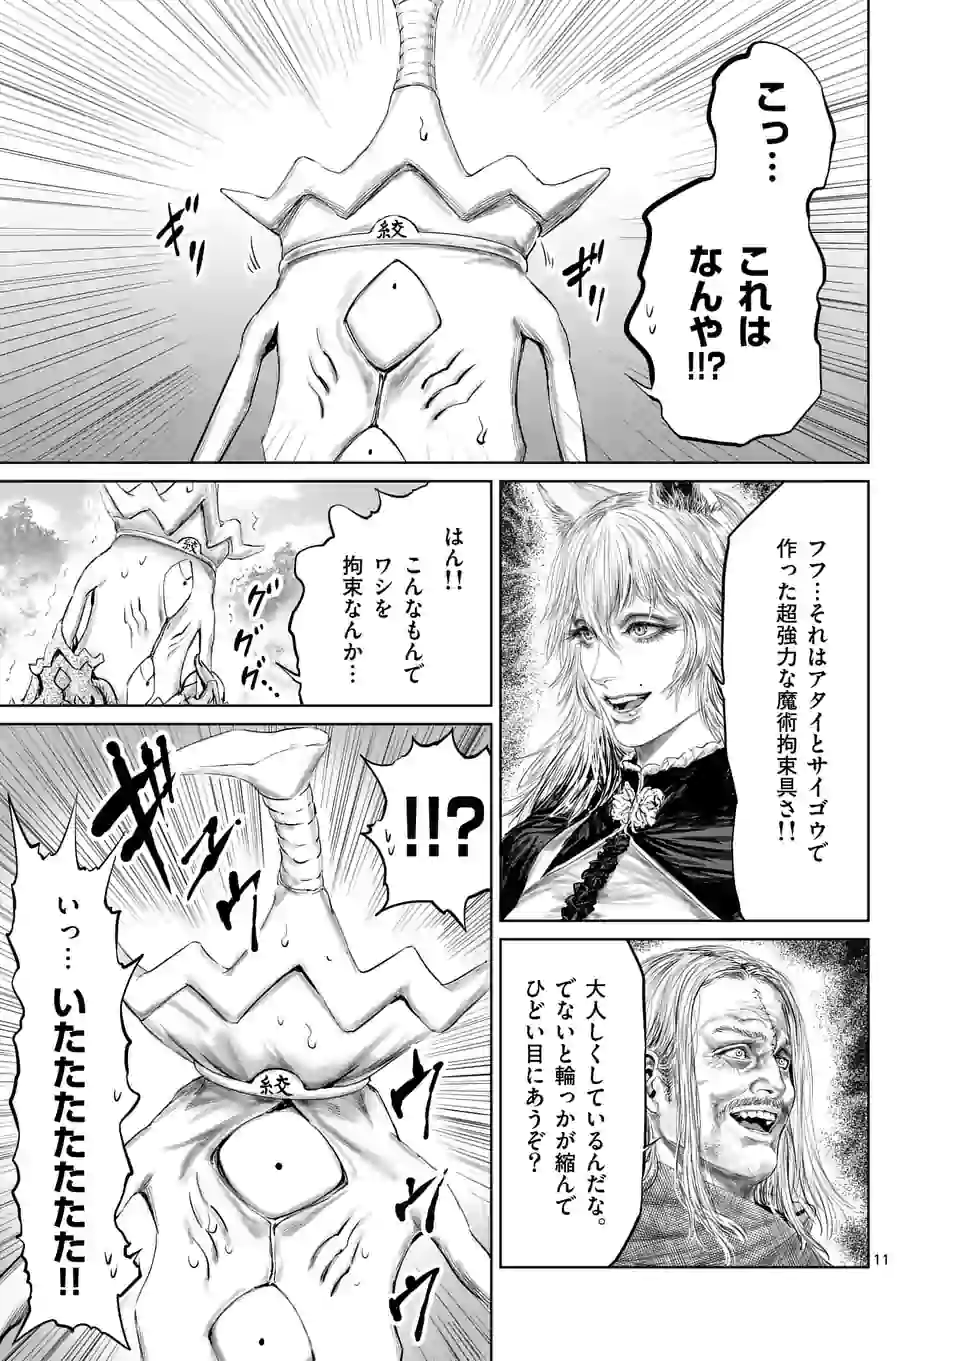 こっ…
これは
なんや!!?
ギリ
ギリ
絞
フフ…それはアタイとサイゴウで
作った超強力な魔術拘束具さ!!
大人しくしているんだな。
でないと輪っかが縮んで
ひどい目にあうぞ?
はん!!
こんなもんで
ワシを
拘束なんか…
絞
ググググ
!!?
ギュウウ
絞
いっ…
いたたたたたたた!!
11